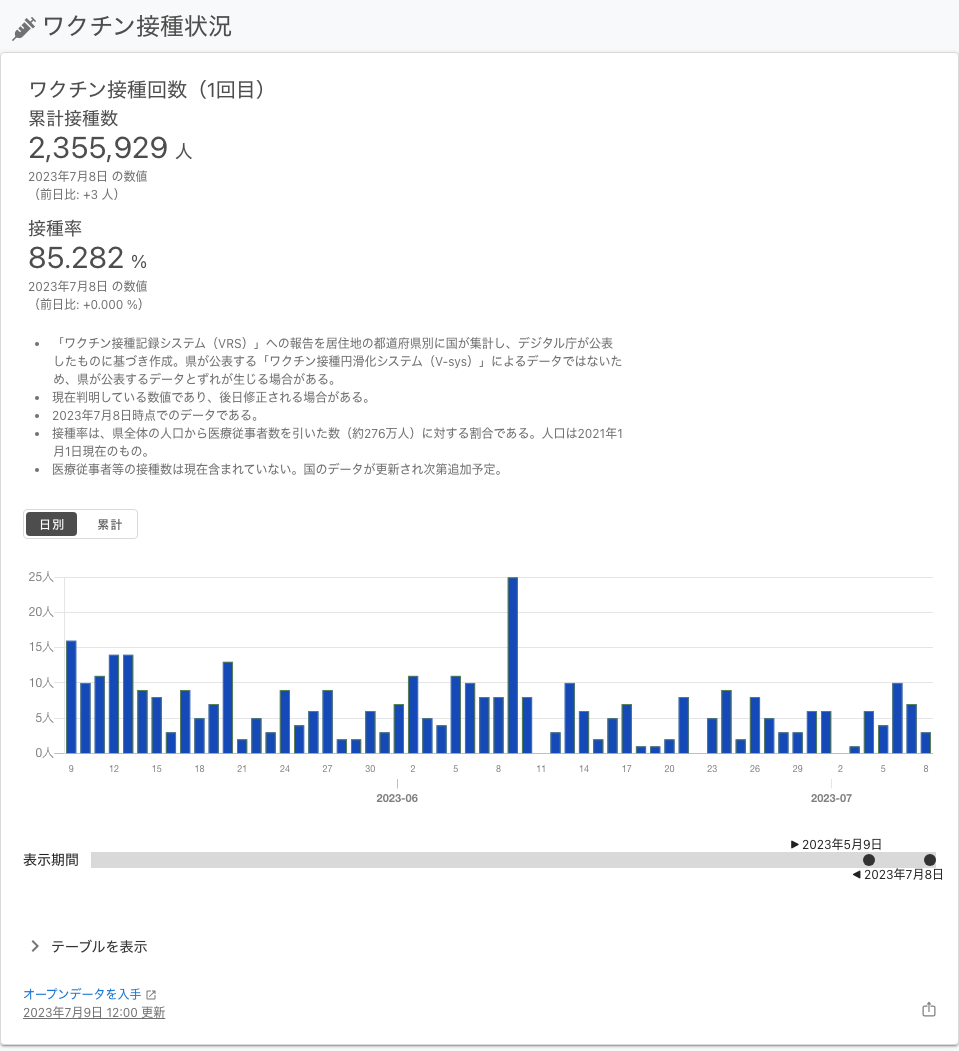 ワクチン接種状況
ワクチン接種回数（1回目）
累計接種数
2,355,929 人
2023年7月8日 の数値
（前日比: +3 人）
接種率
85.282 %
2023年7月8日 の数値
（前日比: +0.000 %）
• 「ワクチン接種記録システム（VRS）」への報告を居住地の都道府県別に国が集計し、デジタル庁が公表
したものに基づき作成。県が公表する「ワクチン接種円滑化システム（V-sys）」によるデータではないた
め、県が公表するデータとずれが生じる場合がある。
• 現在判明している数値であり、後日修正される場合がある。
• 2023年7月8日時点でのデータである。
• 接種率は、県全体の人口から医療従事者数を引いた数（約276万人）に対する割合である。人口は2021年1
月1日現在のもの。
• 医療従事者等の接種数は現在含まれていない。国のデータが更新され次第追加予定。
日別 累計
25人
20人
15人
10人
5人
0人
9 12 15 18 21 24 27 30 2 5 8 11 14 17 20 23 26 29 2 5 8
2023-06 2023-07
▶ 2023年5月9日
表示期間
◀ 2023年7月8日
テーブルを表示
オープンデータを入手
2023年7月9日 12:00 更新